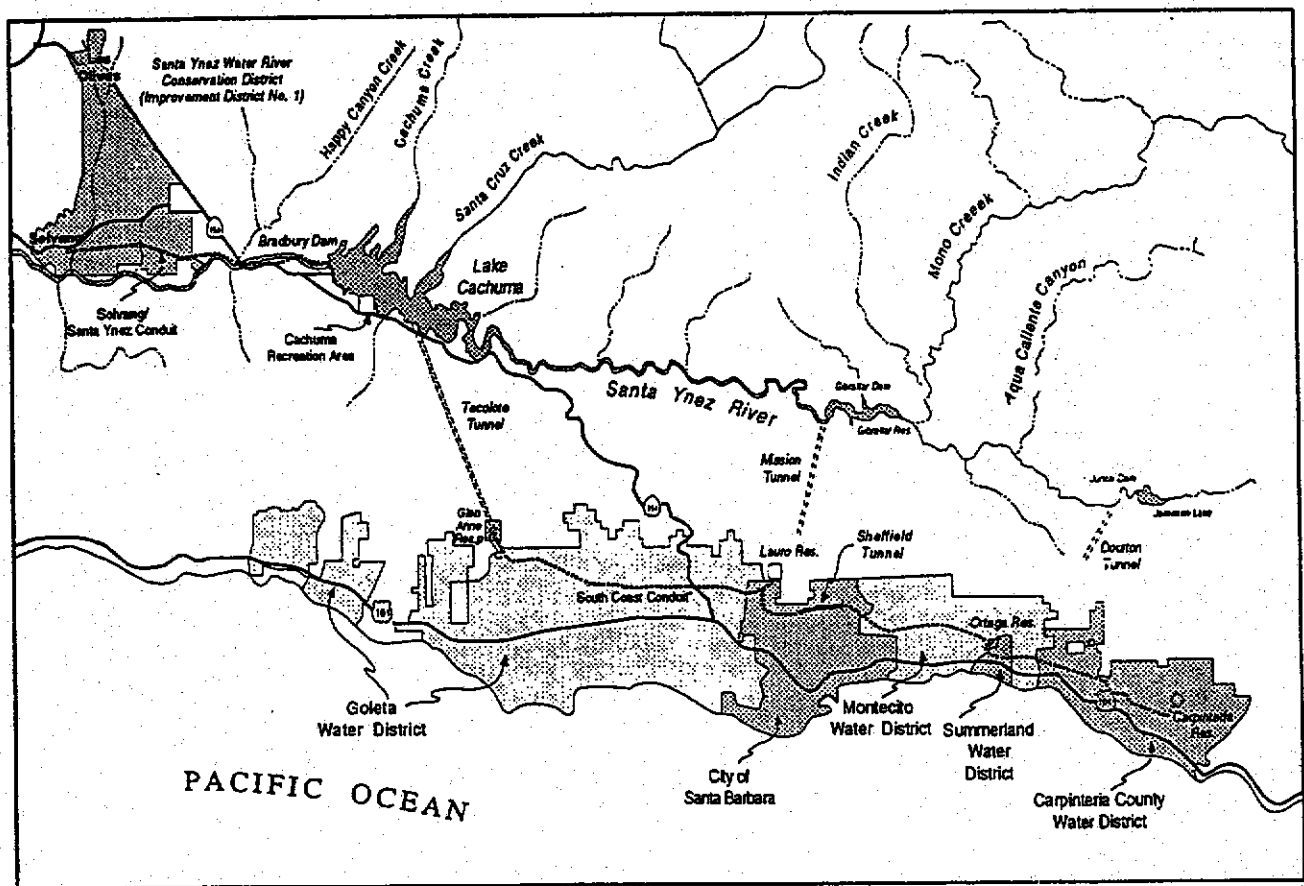 Olives
Santa Ynez Water River
Conservation District
(Improvement District No. 1)
Happy Canyon Creek
Cachuma Creek
Santa Cruz Creek
Indian Creek
Mono Creeek
Aqua Caliente Canyon
Solvang
Bradbury Dam
Lake
Cachuma
Solvang/
Santa Ynez Conduit
Cachuma
Recreation Area
Santa Ynez River
Gibraltar Dam
Gibraltar Res.
Tecolote
Tunnel
Mission
Tunnel
Juncal Dam
Jameson Lake
Doulton
Tunnel
Glen
Anne
Res.
Lauro Res.
Sheffield
Tunnel
South Coast Conduit
Ortega Res.
Carpinteria
Res.
Goleta
Water District
Montecito
Water District
Summerland
Water
District
City of
Santa Barbara
Carpinteria County
Water District
PACIFIC OCEAN